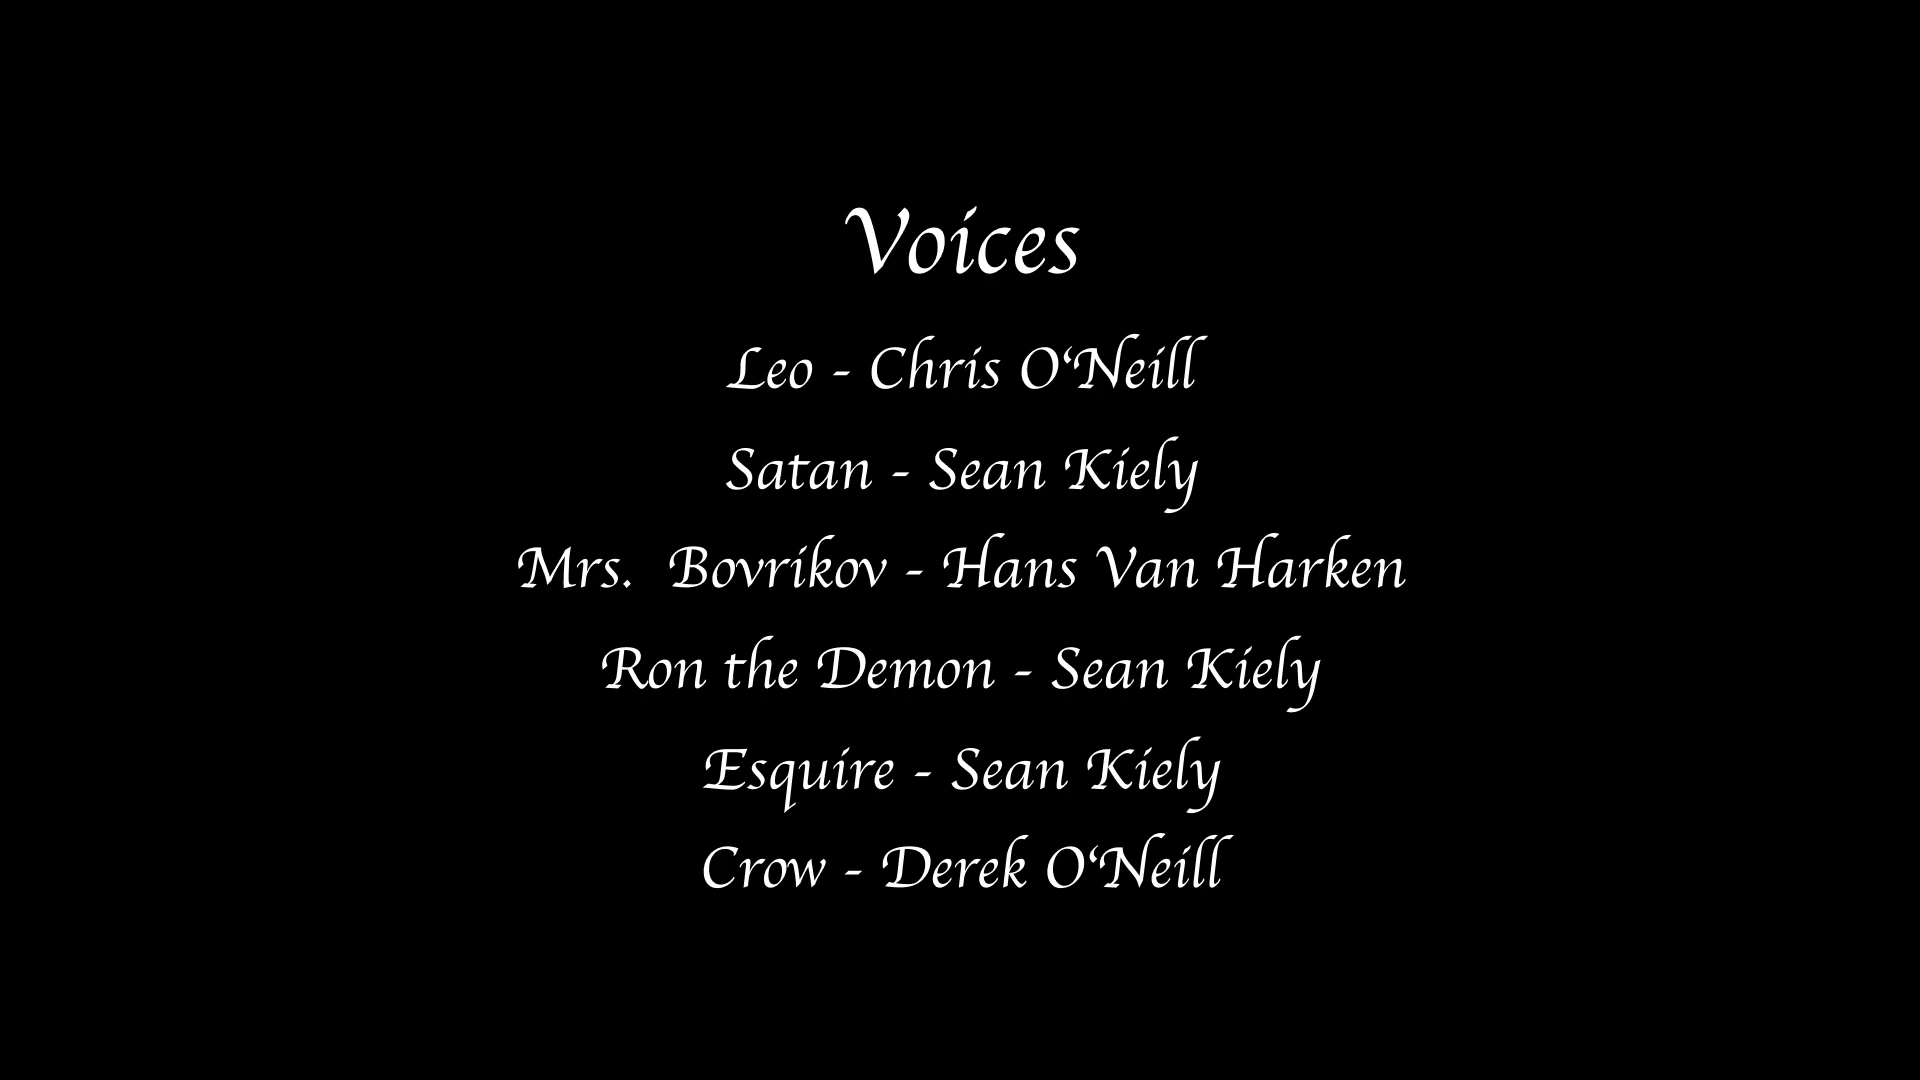 Voices
Leo - Chris O‘Neill
Satan - Sean Kiely
Mrs.  Bovrikov - Hans Van Harken
Ron the Demon - Sean Kiely
Esquire - Sean Kiely
Crow - Derek O‘Neill